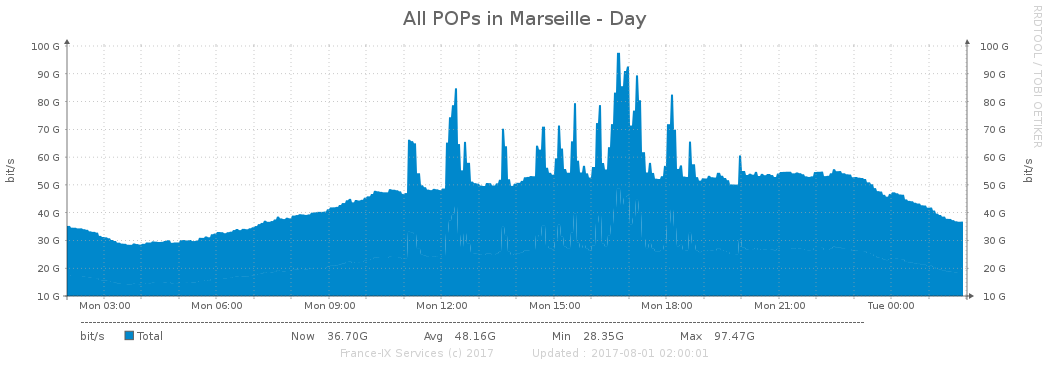 All POPs in Marseille - Day
RRDTOOL / TOBI OETIKER
100 G 100 G
90 G 90 G
80 G 80 G
70 G 70 G
60 G 60 G
50 G 50 G
40 G 40 G
30 G 30 G
20 G 20 G
10 G 10 G
bit/s bit/s
Mon 03:00 Mon 06:00 Mon 09:00 Mon 12:00 Mon 15:00 Mon 18:00 Mon 21:00 Tue 00:00
bit/s Total Now 36.70G Avg 48.16G Min 28.35G Max 97.47G
France-IX Services (c) 2017 Updated : 2017-08-01 02:00:01